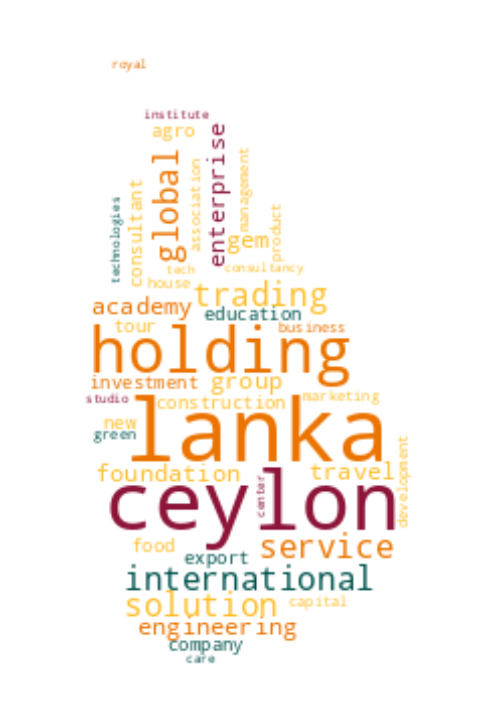 royal
institute
agro
global
enterprise
association
management
technologies
consultant
product
gem
tech
consultancy
house
trading
academy
education
tour
business
holding
investment
group
studio
construction
marketing
lanka
new
green
foundation
travel
development
ceylon
center
food
export
service
international
solution
capital
engineering
company
care